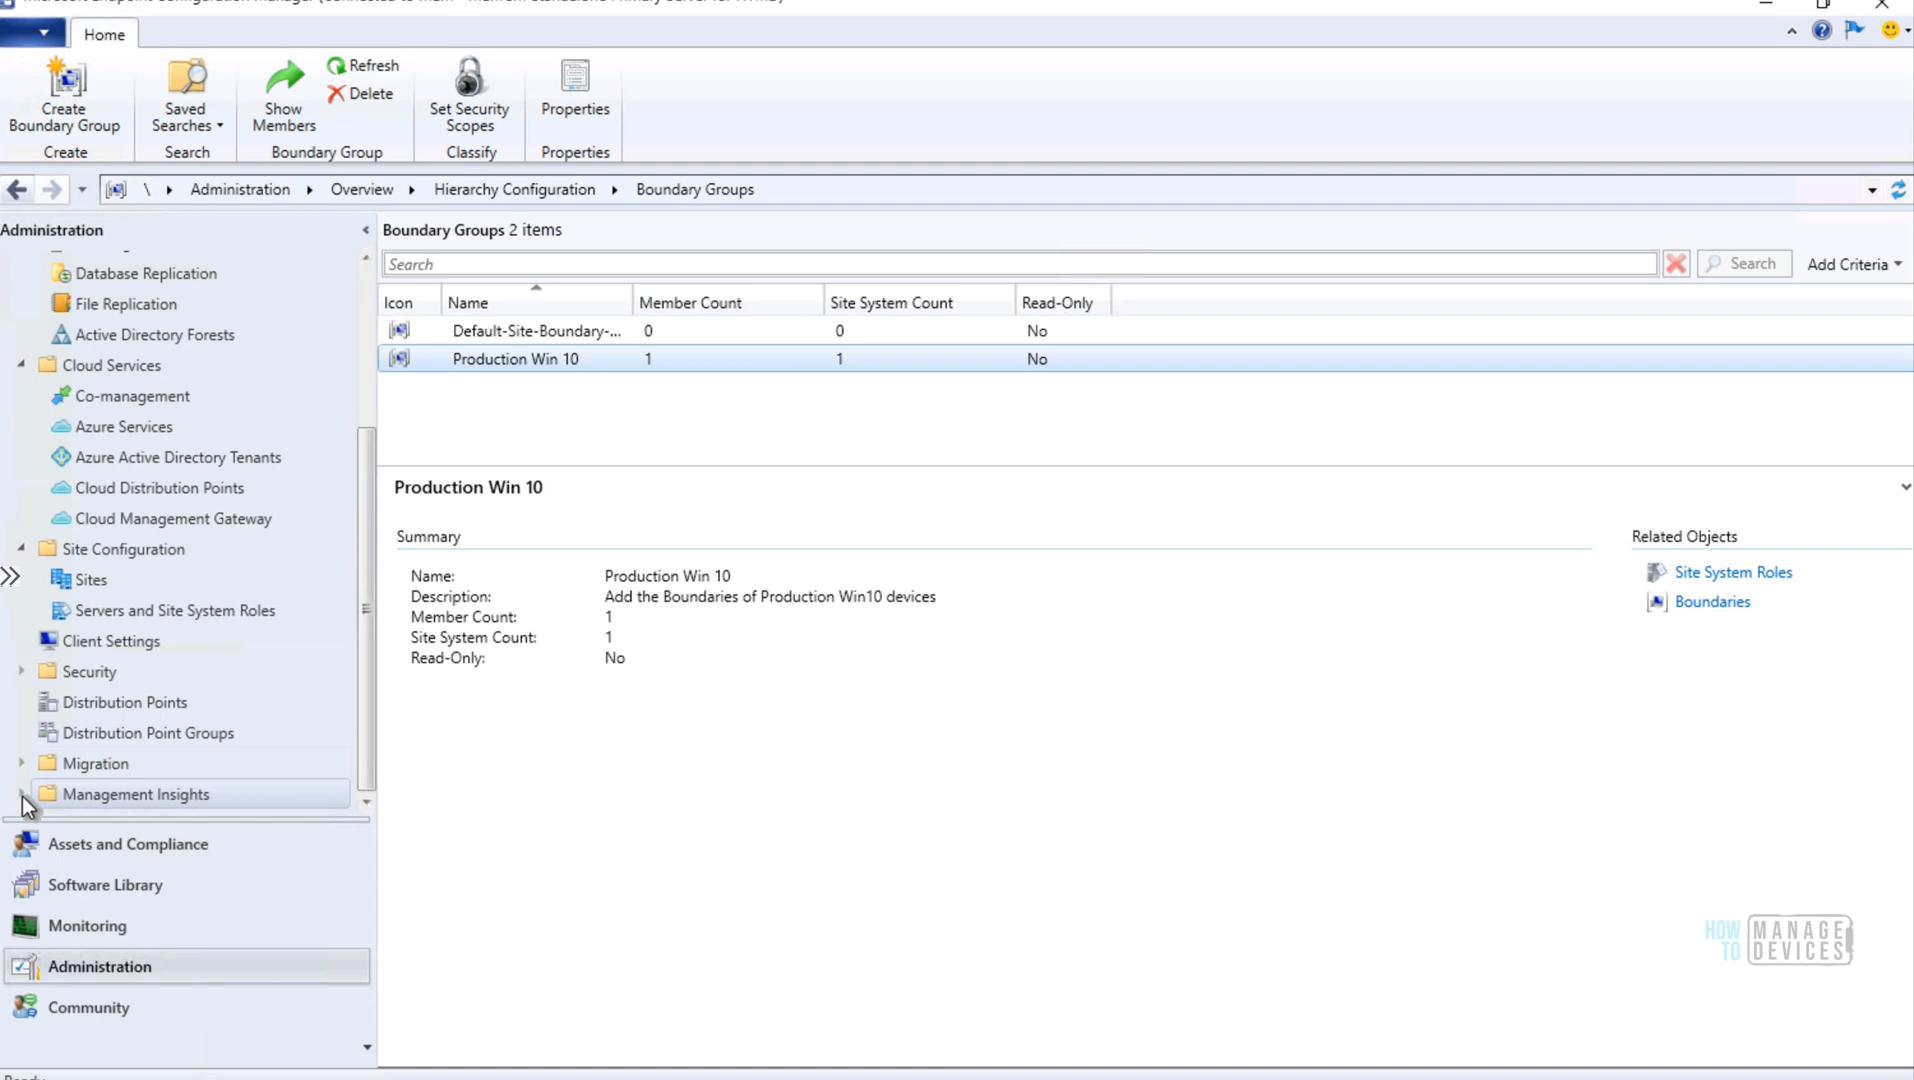 Home
Refresh
Delete
Create
Boundary Group
Saved
Searches
Show
Members
Set Security
Scopes
Properties
Create
Search
Boundary Group
Classify
Properties
\ Administration Overview Hierarchy Configuration Boundary Groups
Administration
Database Replication
File Replication
Active Directory Forests
Cloud Services
Co-management
Azure Services
Azure Active Directory Tenants
Cloud Distribution Points
Cloud Management Gateway
Site Configuration
Sites
Servers and Site System Roles
Client Settings
Security
Distribution Points
Distribution Point Groups
Migration
Management Insights
Assets and Compliance
Software Library
Monitoring
Administration
Community
Boundary Groups 2 items
Search
Search
Add Criteria
Icon Name Member Count Site System Count Read-Only
Default-Site-Boundary-... 0 0 No
Production Win 10 1 1 No
Production Win 10
Summary
Name: Production Win 10
Description: Add the Boundaries of Production Win10 devices
Member Count: 1
Site System Count: 1
Read-Only: No
Related Objects
Site System Roles
Boundaries
HOW TO MANAGE DEVICES